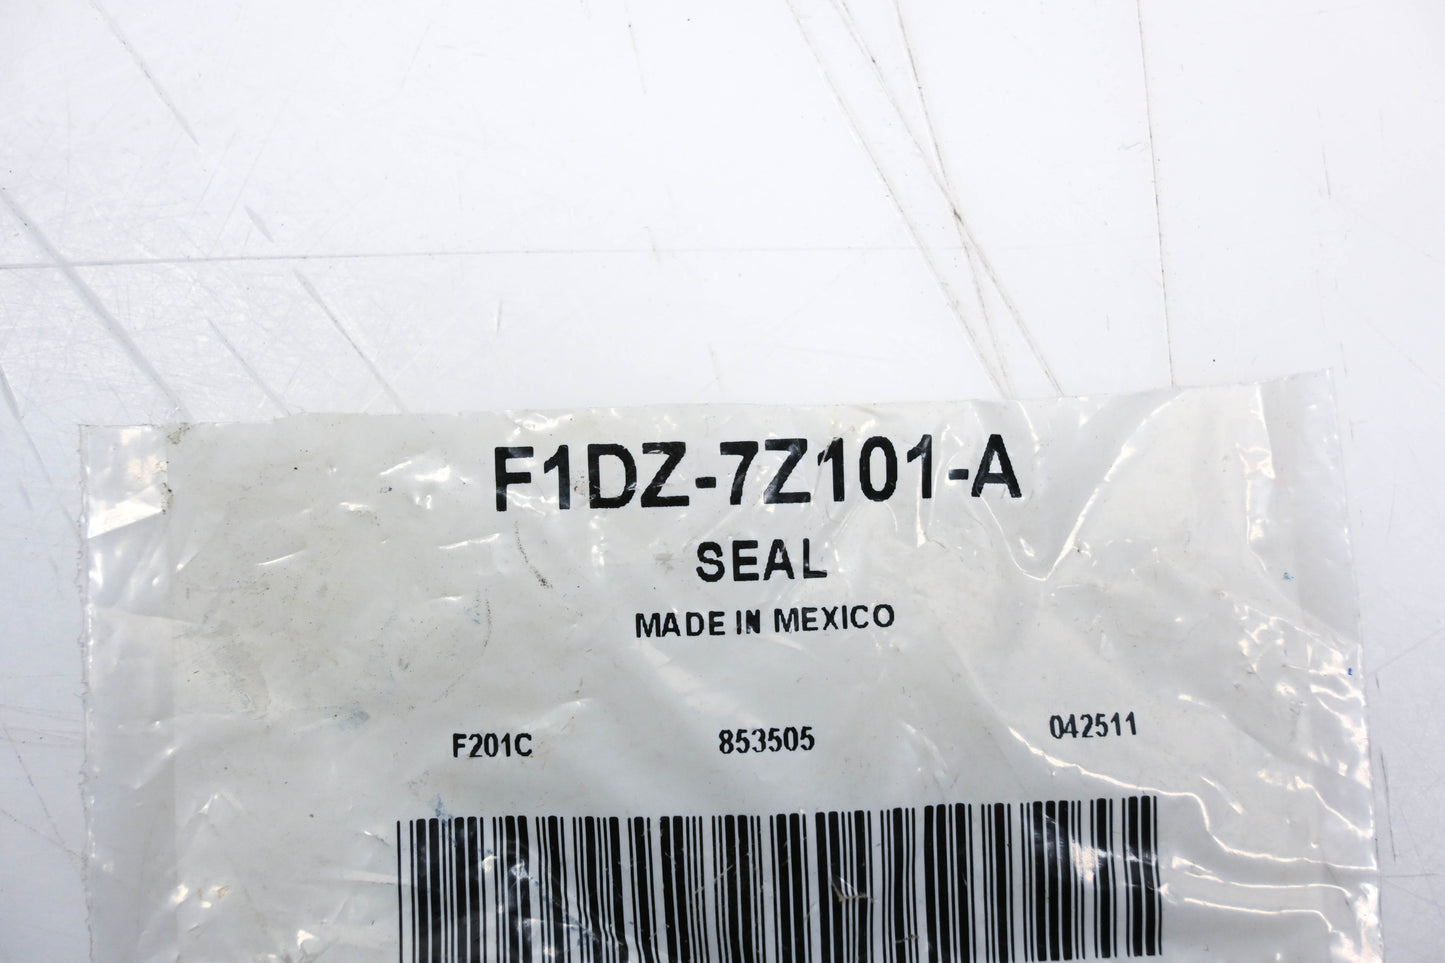 F1DZ-7Z101-A
SEAL
MADE IN MEXICO
F201C 853505 042511